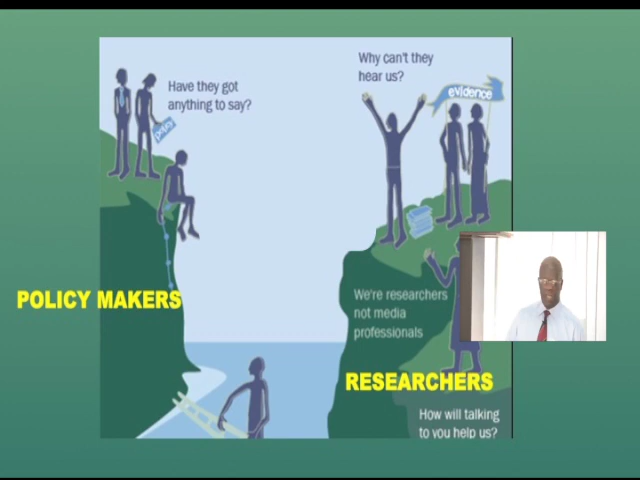 Have they got
anything to say?
Why can't they
hear us?
evidence
policy
POLICY MAKERS
We're researchers
not media
professionals
RESEARCHERS
How will talking
to you help us?